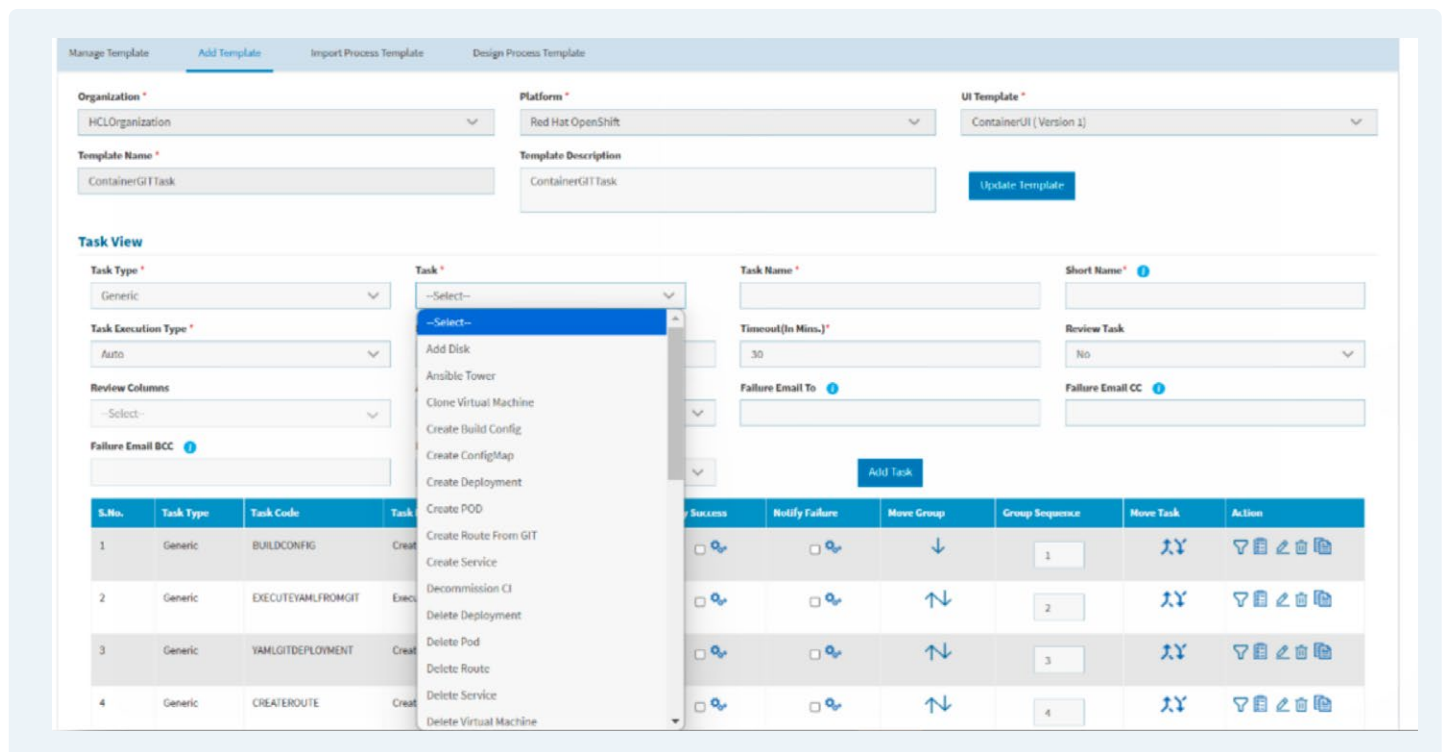 Manage Template Add Template Import Process Template Design Process Template
Organization * Platform * UI Template *
HCLOrganization Red Hat OpenShift ContainerUI ( Version 1)
Template Name * Template Description
ContainerGITTask ContainerGITTask
Update Template
Task View
Task Type * Task * Task Name * Short Name*
Generic --Select--
--Select--
Task Execution Type * Timeout(In Mins.)* Review Task
Auto Add Disk 30 No
Ansible Tower
Review Columns Failure Email To Failure Email CC
--Select-- Clone Virtual Machine
Create Build Config
Failure Email BCC
Create ConfigMap
Create Deployment Add Task
S.No. Task Type Task Code Task Create POD Success Notify Failure Move Group Group Sequence Move Task Action
Create Route From GIT
1 Generic BUILDCONFIG Creat 1
Create Service
Decommission CI
2 Generic EXECUTEYAMLFROMGIT Execu 2
Delete Deployment
Delete Pod
3 Generic YAMLGITDEPLOYMENT Creat 3
Delete Route
Delete Service
4 Generic CREATEROUTE Creat 4
Delete Virtual Machine